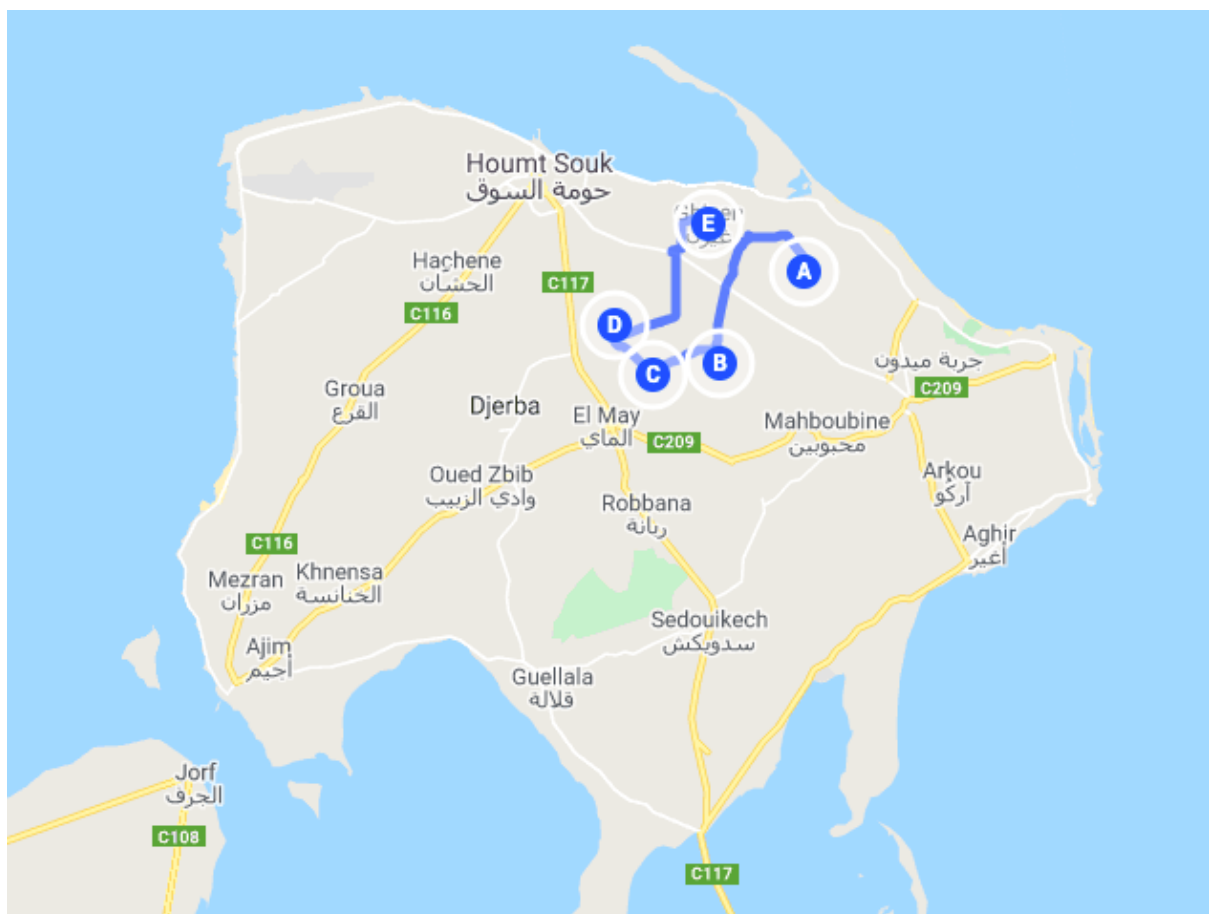 Houmt Souk
حومة السوق
E
A
Hachene
الحشان
C117
C116
D
B
C
جربة ميدون
C209
Groua
القرع
Djerba
El May
الماي
C209
Mahboubine
محبوبين
Oued Zbib
وادي الزبيب
Arkou
أركو
Robbana
ربانة
Aghir
أغير
C116
Khnensa
الخنانسة
Mezran
مزران
Sedouikech
سدويكش
Ajim
أجيم
Guellala
قلالة
Jorf
الجرف
C108
C117